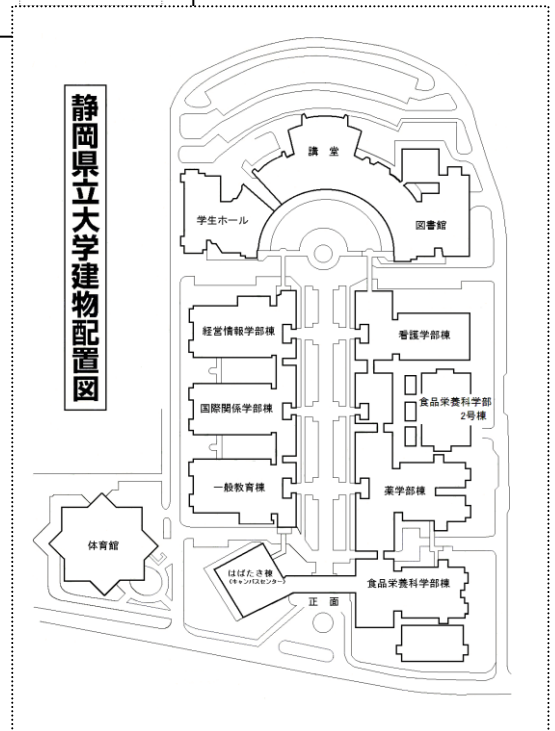 静岡県立大学建物配置図
講堂
学生ホール
図書館
経営情報学部棟
看護学部棟
国際関係学部棟
食品栄養科学部
2号棟
一般教育棟
薬学部棟
体育館
はばたき棟
(キャンパスセンター)
食品栄養科学部棟
正面